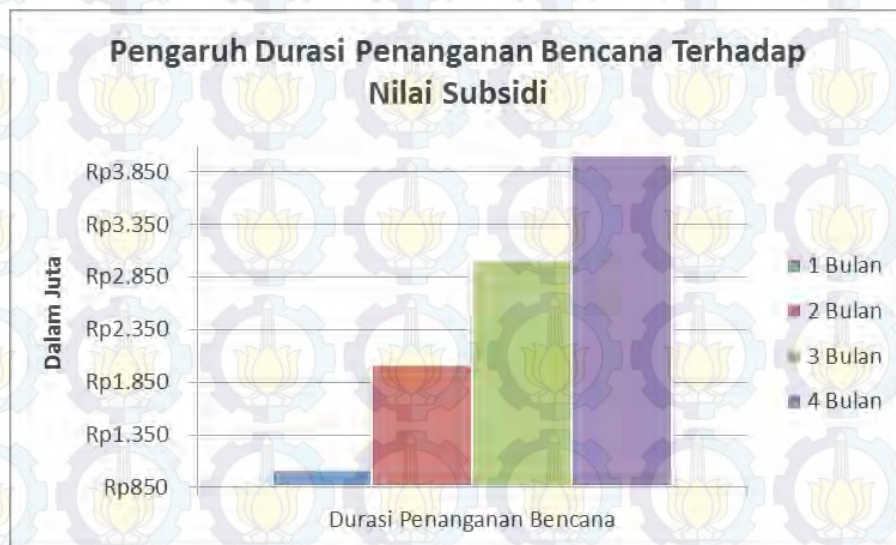 Pengaruh Durasi Penanganan Bencana Terhadap
Nilai Subsidi
Dalam Juta
Rp3.850
Rp3.350
Rp2.850
Rp2.350
Rp1.850
Rp1.350
Rp850
Durasi Penanganan Bencana
1 Bulan
2 Bulan
3 Bulan
4 Bulan